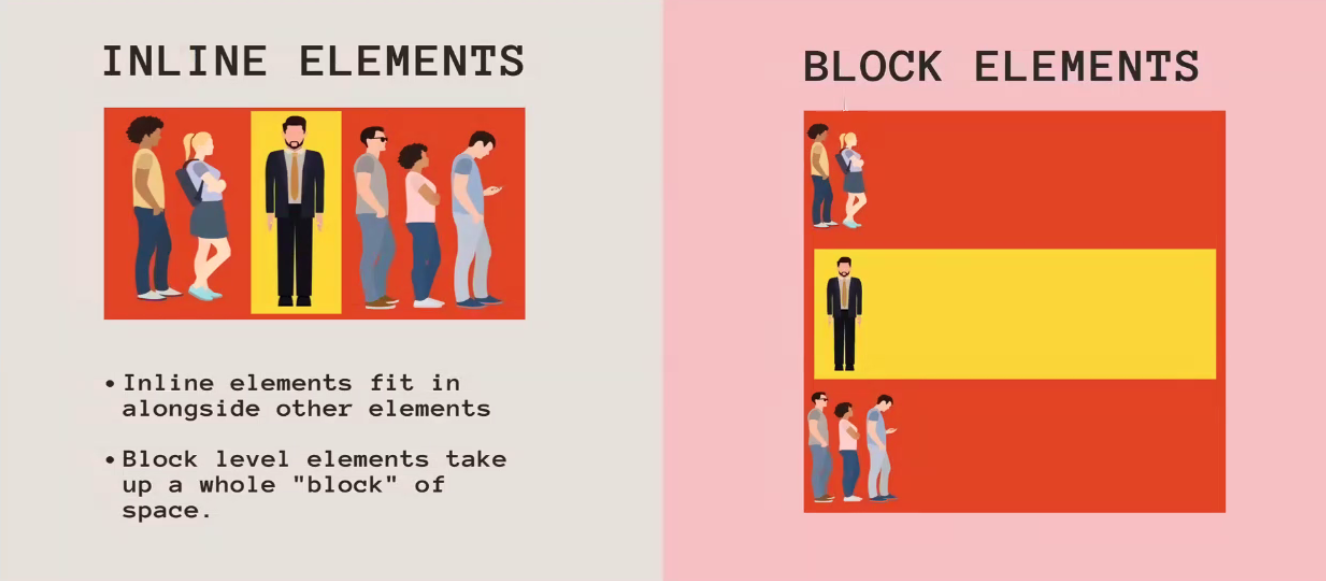 INLINE ELEMENTS
• Inline elements fit in
alongside other elements
• Block level elements take
up a whole "block" of
space.
BLOCK ELEMENTS